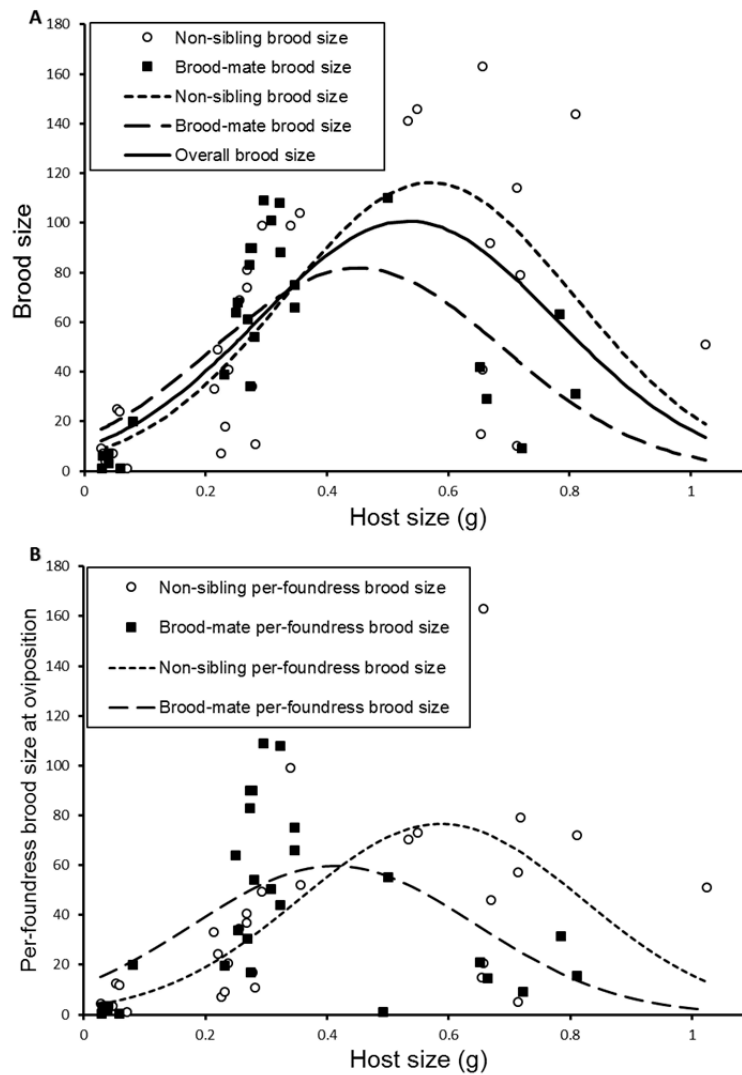 A
180
160
140
120
100
80
60
40
20
0
Brood size
Non-sibling brood size
Brood-mate brood size
Non-sibling brood size
Brood-mate brood size
Overall brood size
0
0.2
0.4
0.6
0.8
1
Host size (g)
B
180
160
140
120
100
80
60
40
20
0
Per-foundress brood size at oviposition
Non-sibling per-foundress brood size
Brood-mate per-foundress brood size
Non-sibling per-foundress brood size
Brood-mate per-foundress brood size
0
0.2
0.4
0.6
0.8
1
Host size (g)